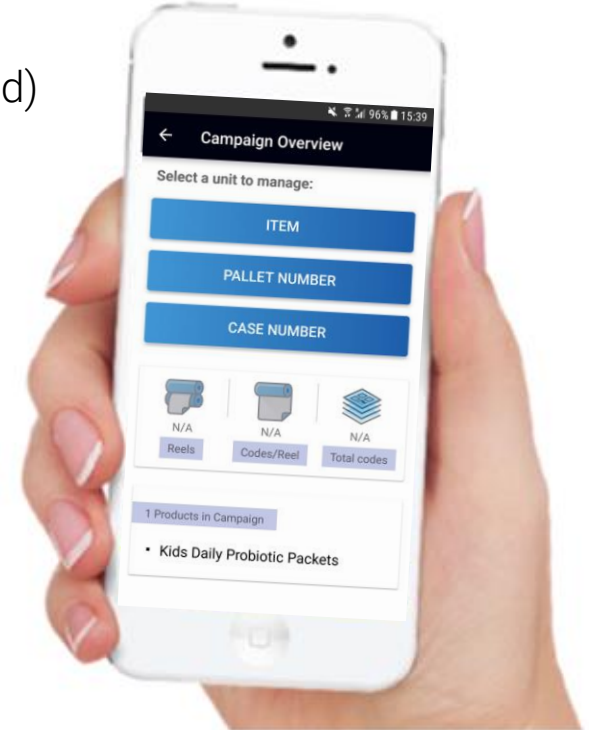 d)
96% 15:39
Campaign Overview
Select a unit to manage:
ITEM
PALLET NUMBER
CASE NUMBER
N/A N/A N/A
Reels Codes/Reel Total codes
1 Products in Campaign
• Kids Daily Probiotic Packets